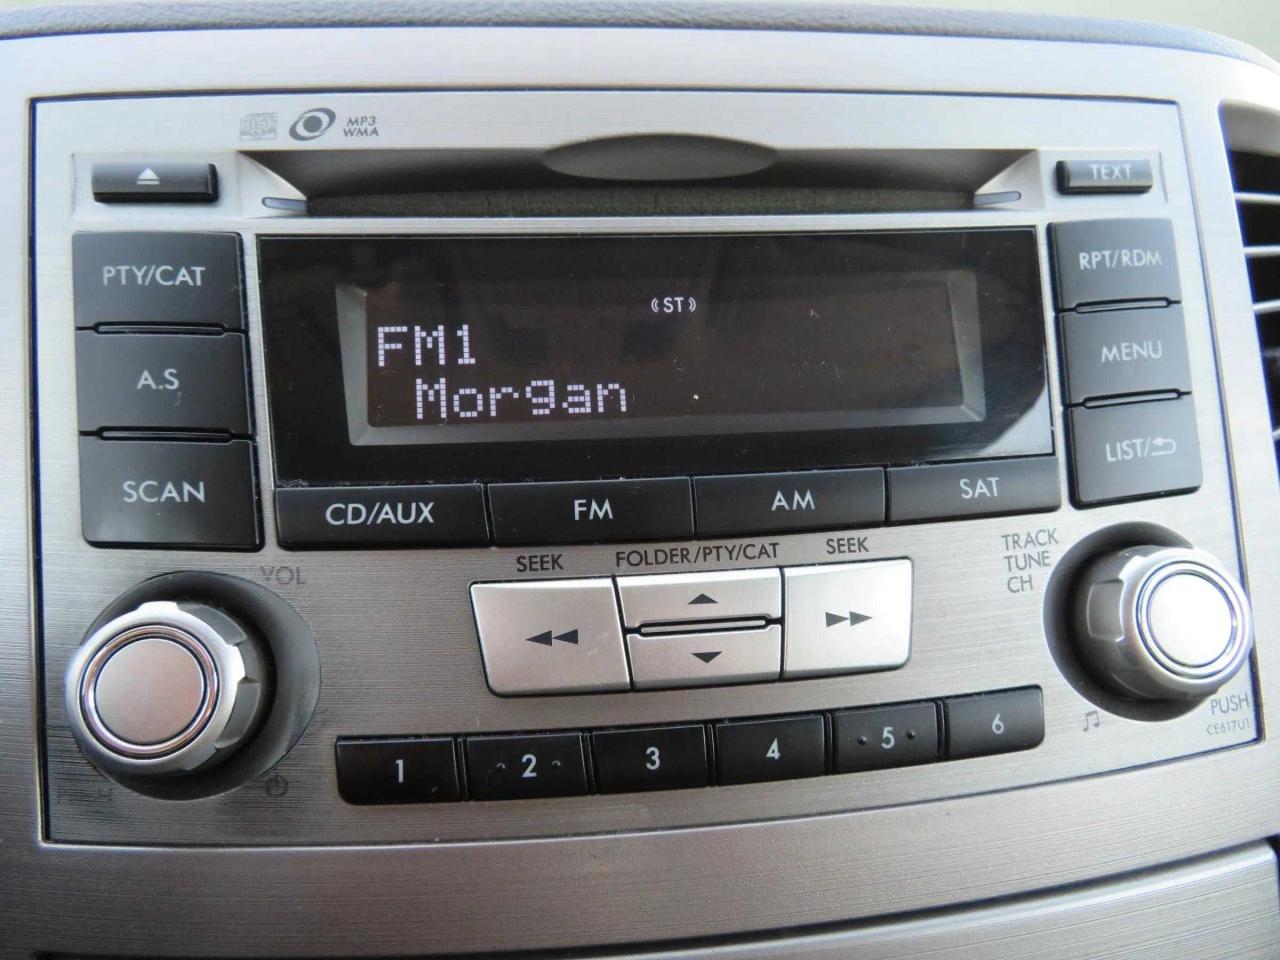 MP3
WMA
TEXT
PTY/CAT
A.S
SCAN
(ST)
FM1
Morgan
RPT/RDM
MENU
LIST/
CD/AUX
FM
AM
SAT
VOL
SEEK
FOLDER/PTY/CAT
SEEK
TRACK
TUNE
CH
PUSH
CE617U1
1
2
3
4
5
6